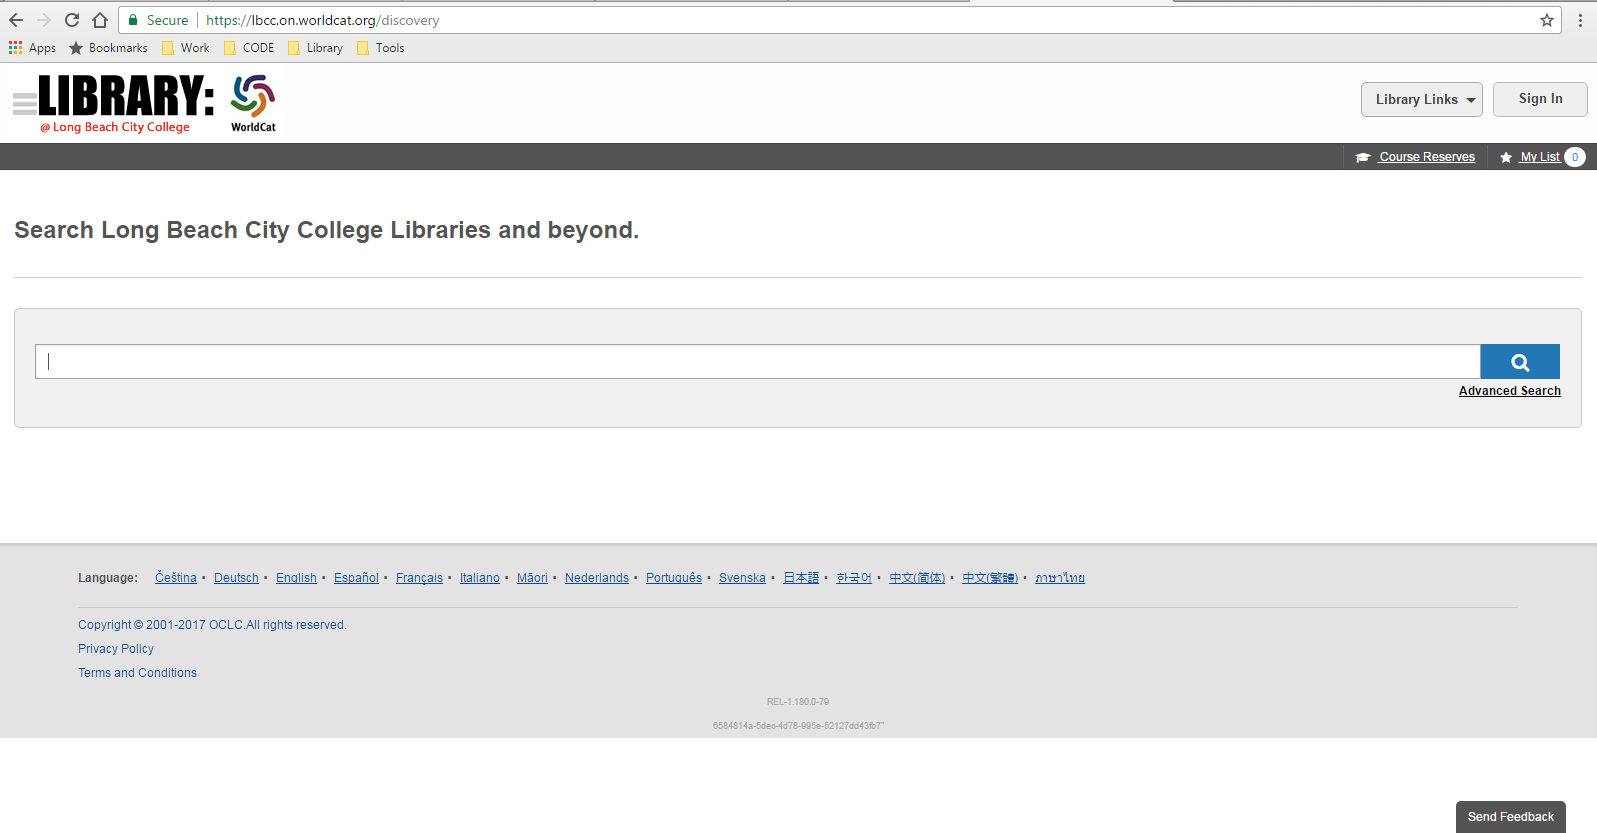 Secure https://lbcc.on.worldcat.org/discovery
Apps Bookmarks Work CODE Library Tools
LIBRARY:
@ Long Beach City College
WorldCat
Library Links Sign In
Course Reserves My List 0
Search Long Beach City College Libraries and beyond.
Advanced Search
Language: Čeština · Deutsch · English · Español · Français · Italiano · Māori · Nederlands · Português · Svenska · 日本語 · 한국어 · 中文(简体) · 中文(繁體) · ภาษาไทย
Copyright © 2001-2017 OCLC.All rights reserved.
Privacy Policy
Terms and Conditions
REL-1.180.0-79
6584814a-5dec-4d78-995e-52127dd43fb7"
Send Feedback